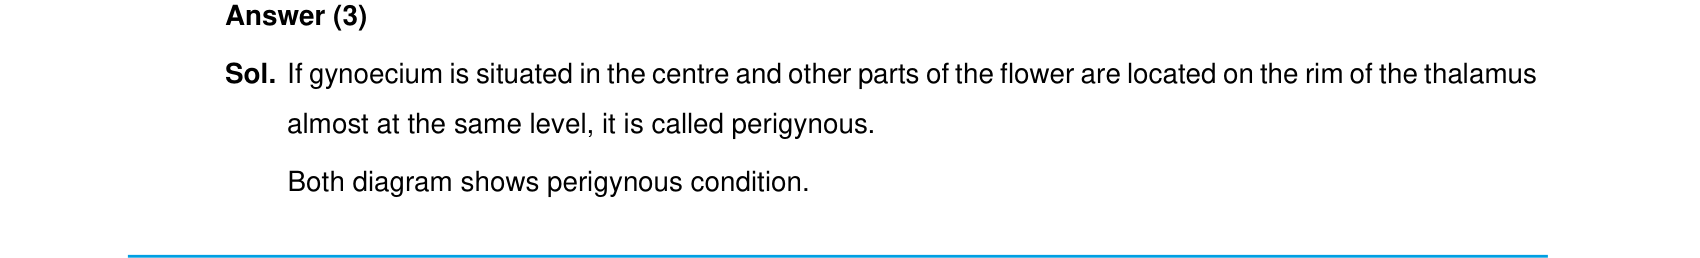 Answer (3)
Sol. If gynoecium is situated in the centre and other parts of the flower are located on the rim of the thalamus
almost at the same level, it is called perigynous.
Both diagram shows perigynous condition.